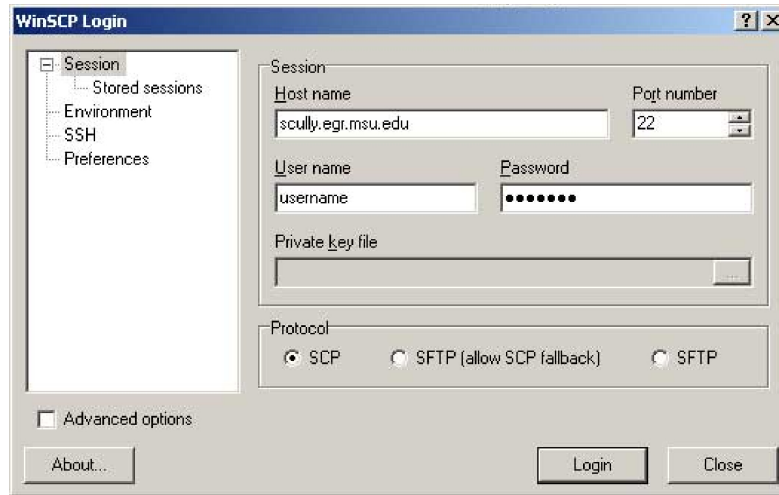 WinSCP Login
Session
Stored sessions
Environment
SSH
Preferences
Session
Host name
Port number
scully.egr.msu.edu
22
User name
Password
username
●●●●●●●
Private key file
...
Protocol
SCP
SFTP (allow SCP fallback)
SFTP
Advanced options
About...
Login
Close